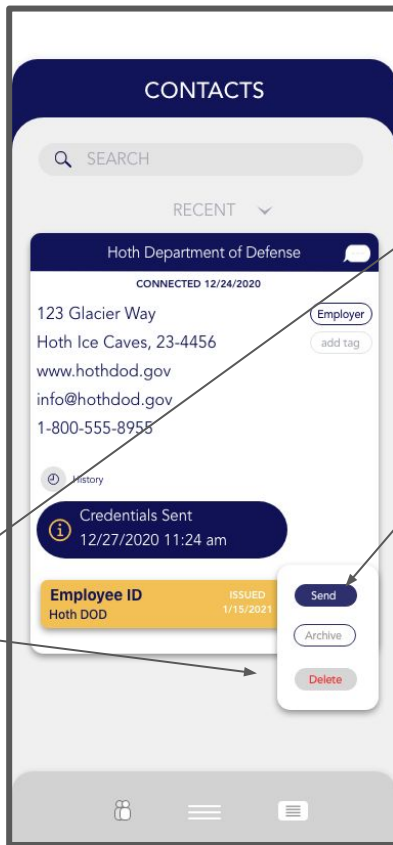 CONTACTS
SEARCH
RECENT
Hoth Department of Defense
CONNECTED 12/24/2020
123 Glacier Way
Employer
Hoth Ice Caves, 23-4456
add tag
www.hothdod.gov
info@hothdod.gov
1-800-555-8955
History
Credentials Sent
12/27/2020 11:24 am
Employee ID
ISSUED
Hoth DOD
1/15/2021
Send
Archive
Delete